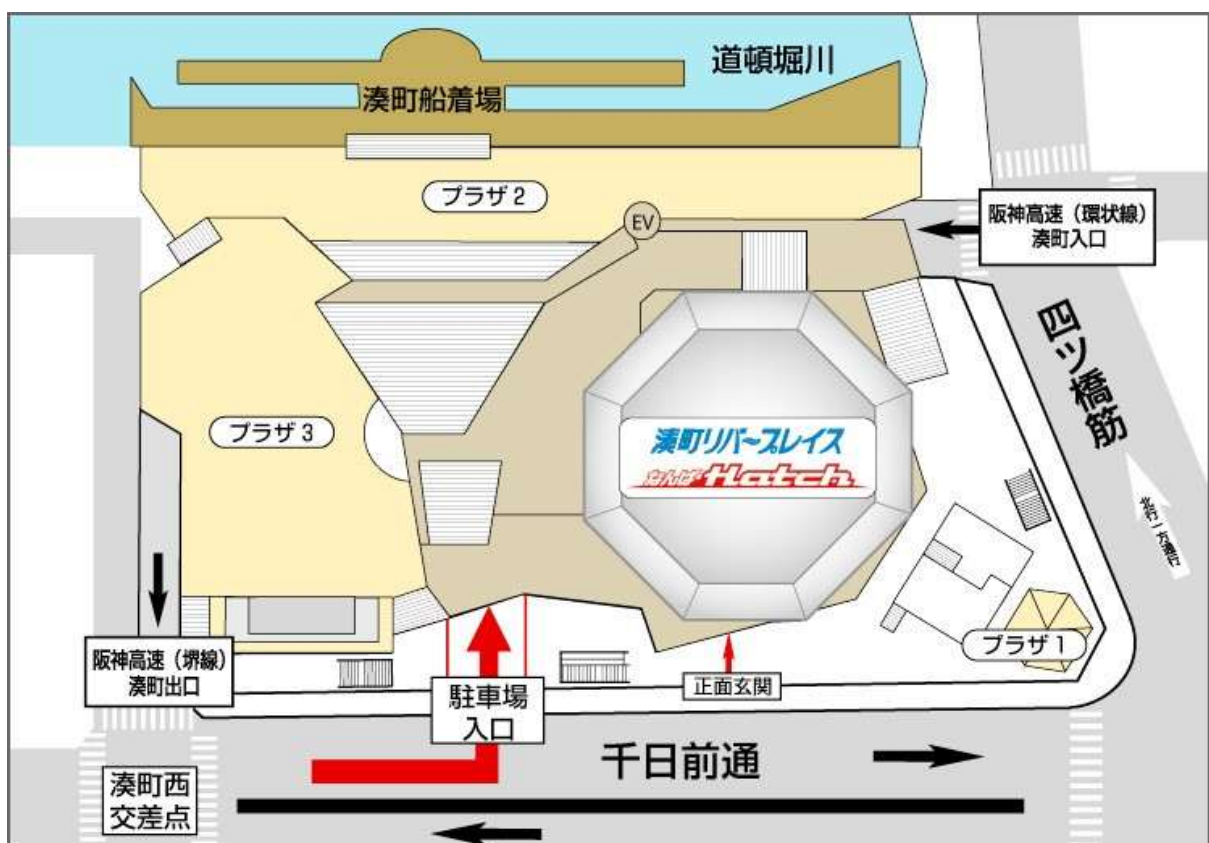 道頓堀川
湊町船着場
プラザ2
EV
阪神高速（環状線）
湊町入口
四ツ橋筋
プラザ3
湊町リバープレイス
なんばHatch
北行一方通行
プラザ1
阪神高速（堺線）
湊町出口
駐車場
入口
正面玄関
千日前通
湊町西
交差点